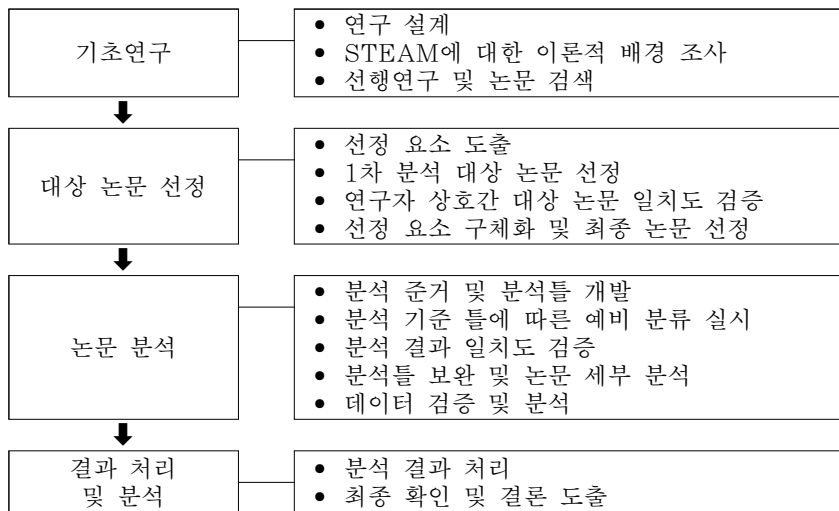 기초연구
• 연구 설계
• STEAM에 대한 이론적 배경 조사
• 선행연구 및 논문 검색
대상 논문 선정
• 선정 요소 도출
• 1차 분석 대상 논문 선정
• 연구자 상호간 대상 논문 일치도 검증
• 선정 요소 구체화 및 최종 논문 선정
논문 분석
• 분석 준거 및 분석틀 개발
• 분석 기준 틀에 따른 예비 분류 실시
• 분석 결과 일치도 검증
• 분석틀 보완 및 논문 세부 분석
• 데이터 검증 및 분석
결과 처리
및 분석
• 분석 결과 처리
• 최종 확인 및 결론 도출